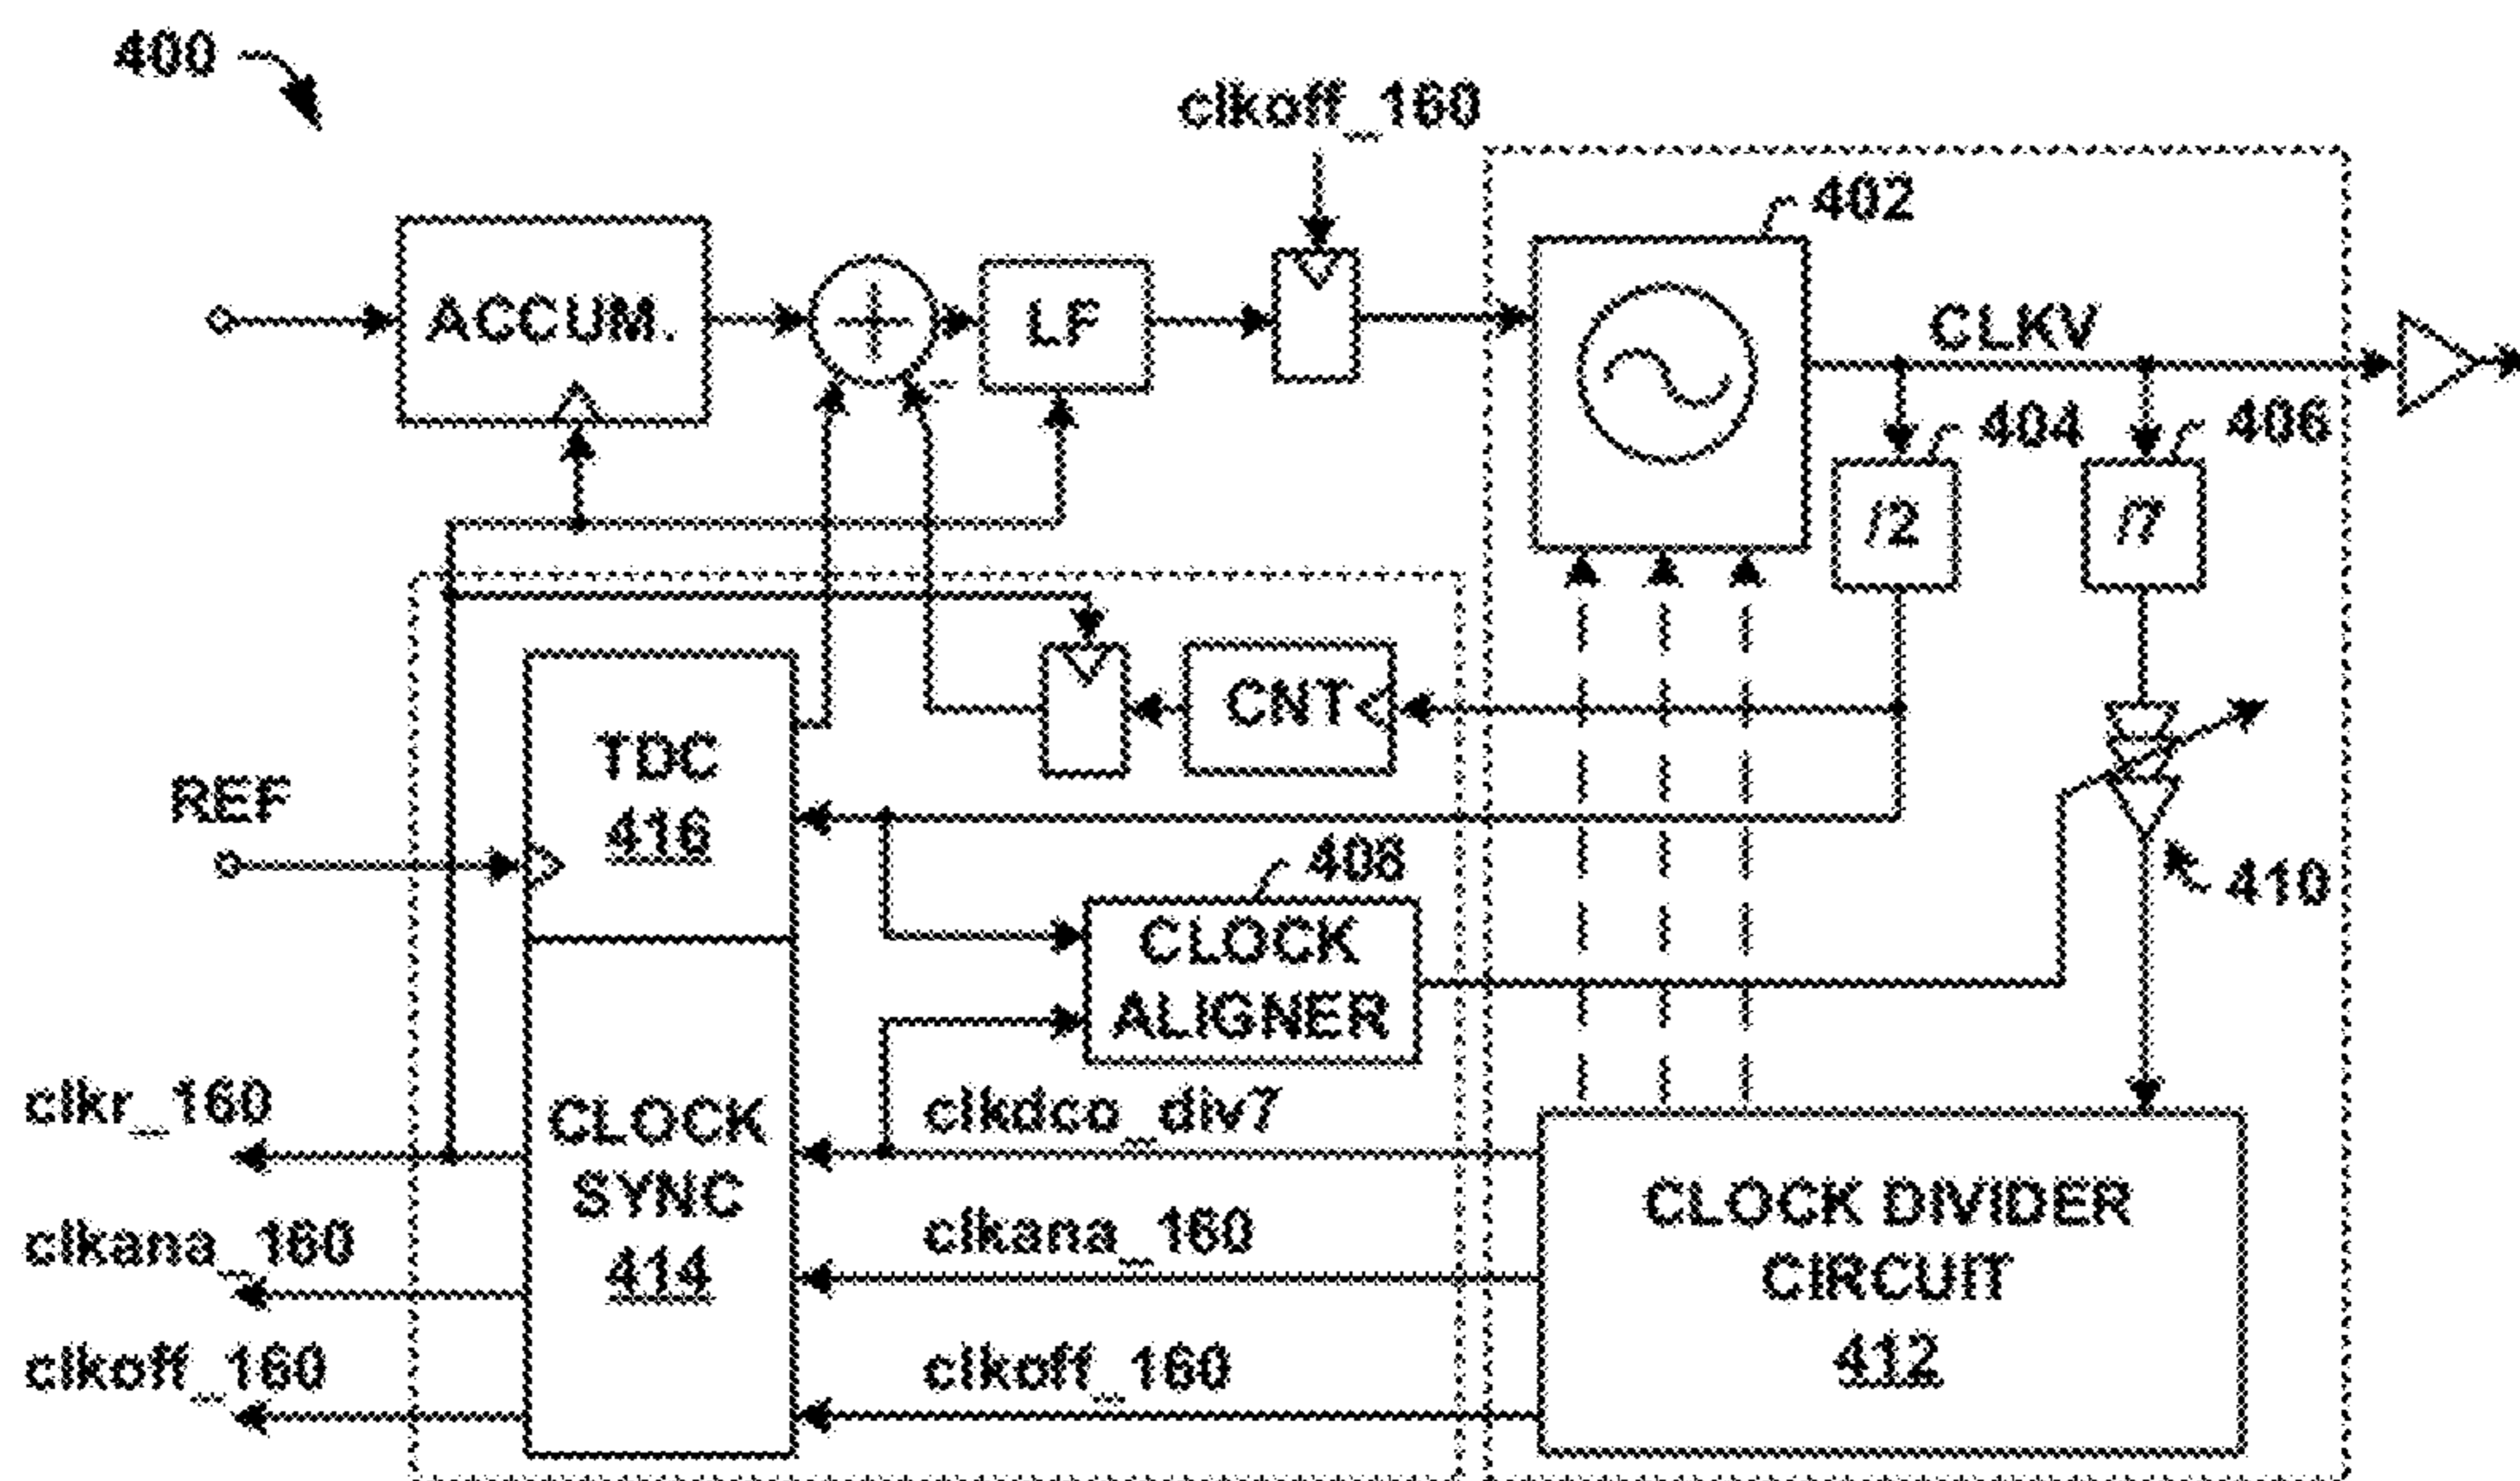 400
clkoff_160
402
ACCUM.
LF
CLKV
404
406
/2
/7
TDC
416
CNT
REF
408
410
CLOCK
ALIGNER
clkr_160
clkdco_div7
CLOCK
SYNC
414
clkana_160
clkana_160
CLOCK DIVIDER
CIRCUIT
412
clkoff_160
clkoff_160